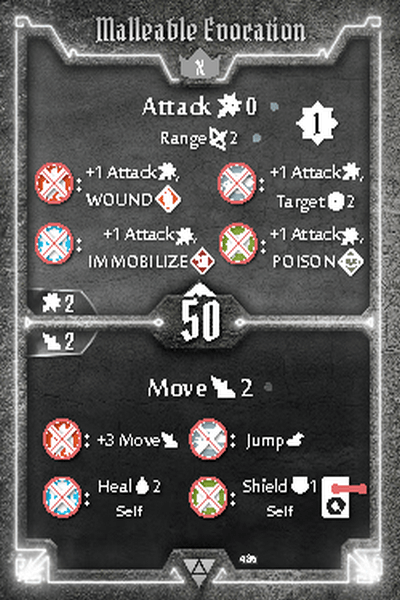 Malleable Evocation
X
Attack 0
1
Range 2
: +1 Attack, : +1 Attack,
WOUND Target 2
: +1 Attack, : +1 Attack,
IMMOBILIZE POISON
2
50
2
Move 2
: +3 Move : Jump
: Heal 2 : Shield 1
Self Self